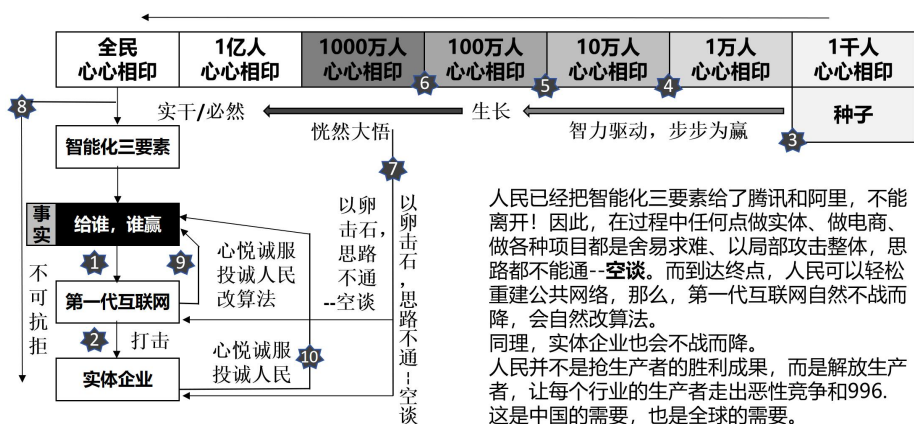 全民
心心相印
1亿人
心心相印
1000万人
心心相印
100万人
心心相印
10万人
心心相印
1万人
心心相印
1千人
心心相印
6
5
4
8
实干/必然
生长
种子
恍然大悟
智力驱动，步步为赢
3
智能化三要素
7
事实
给谁，谁赢
1
9
不可抗拒
心悦诚服
投诚人民
改算法
以卵
击石，
思路
不通
--空谈
以卵击石，思路不通--空谈
第一代互联网
2
打击
心悦诚服
投诚人民
10
实体企业
人民已经把智能化三要素给了腾讯和阿里，不能
离开！因此，在过程中任何点做实体、做电商、
做各种项目都是舍易求难、以局部攻击整体，思
路都不能通--空谈。而到达终点，人民可以轻松
重建公共网络，那么，第一代互联网自然不战而
降，会自然改算法。
同理，实体企业也会不战而降。
人民并不是抢生产者的胜利成果，而是解放生产
者，让每个行业的生产者走出恶性竞争和996.
这是中国的需要，也是全球的需要。